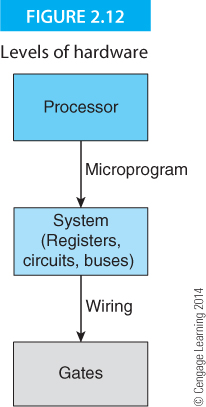 FIGURE 2.12
Levels of hardware
Processor
Microprogram
System
(Registers,
circuits, buses)
Wiring
Gates
© Cengage Learning 2014